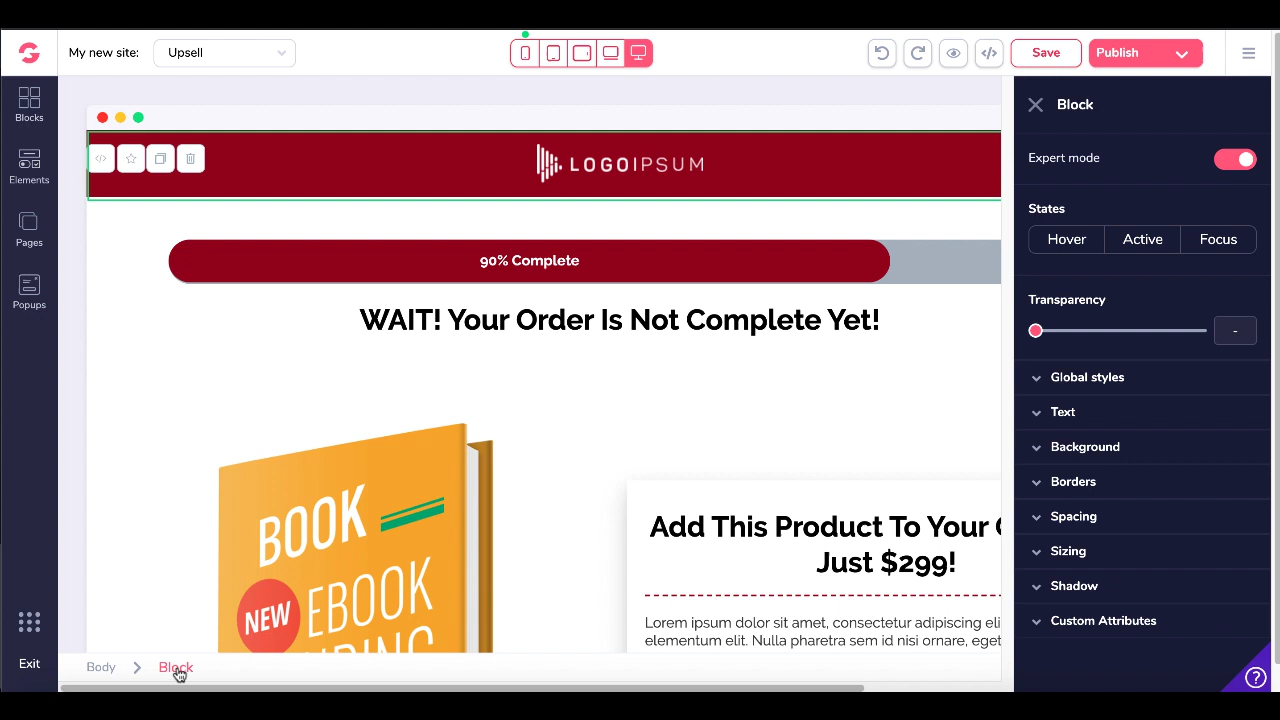 My new site:
Upsell
Save
Publish
Blocks
Elements
Pages
Popups
Exit
LOGOIPSUM
90% Complete
WAIT! Your Order Is Not Complete Yet!
BOOK
NEW EBOOK
Add This Product To Your
Just $299!
Lorem ipsum dolor sit amet, consectetur adipiscing eli
elementum elit. Nulla pharetra sem id nisi ornare, eget
Body
Block
Block
Expert mode
States
Hover
Active
Focus
Transparency
-
Global styles
Text
Background
Borders
Spacing
Sizing
Shadow
Custom Attributes
?